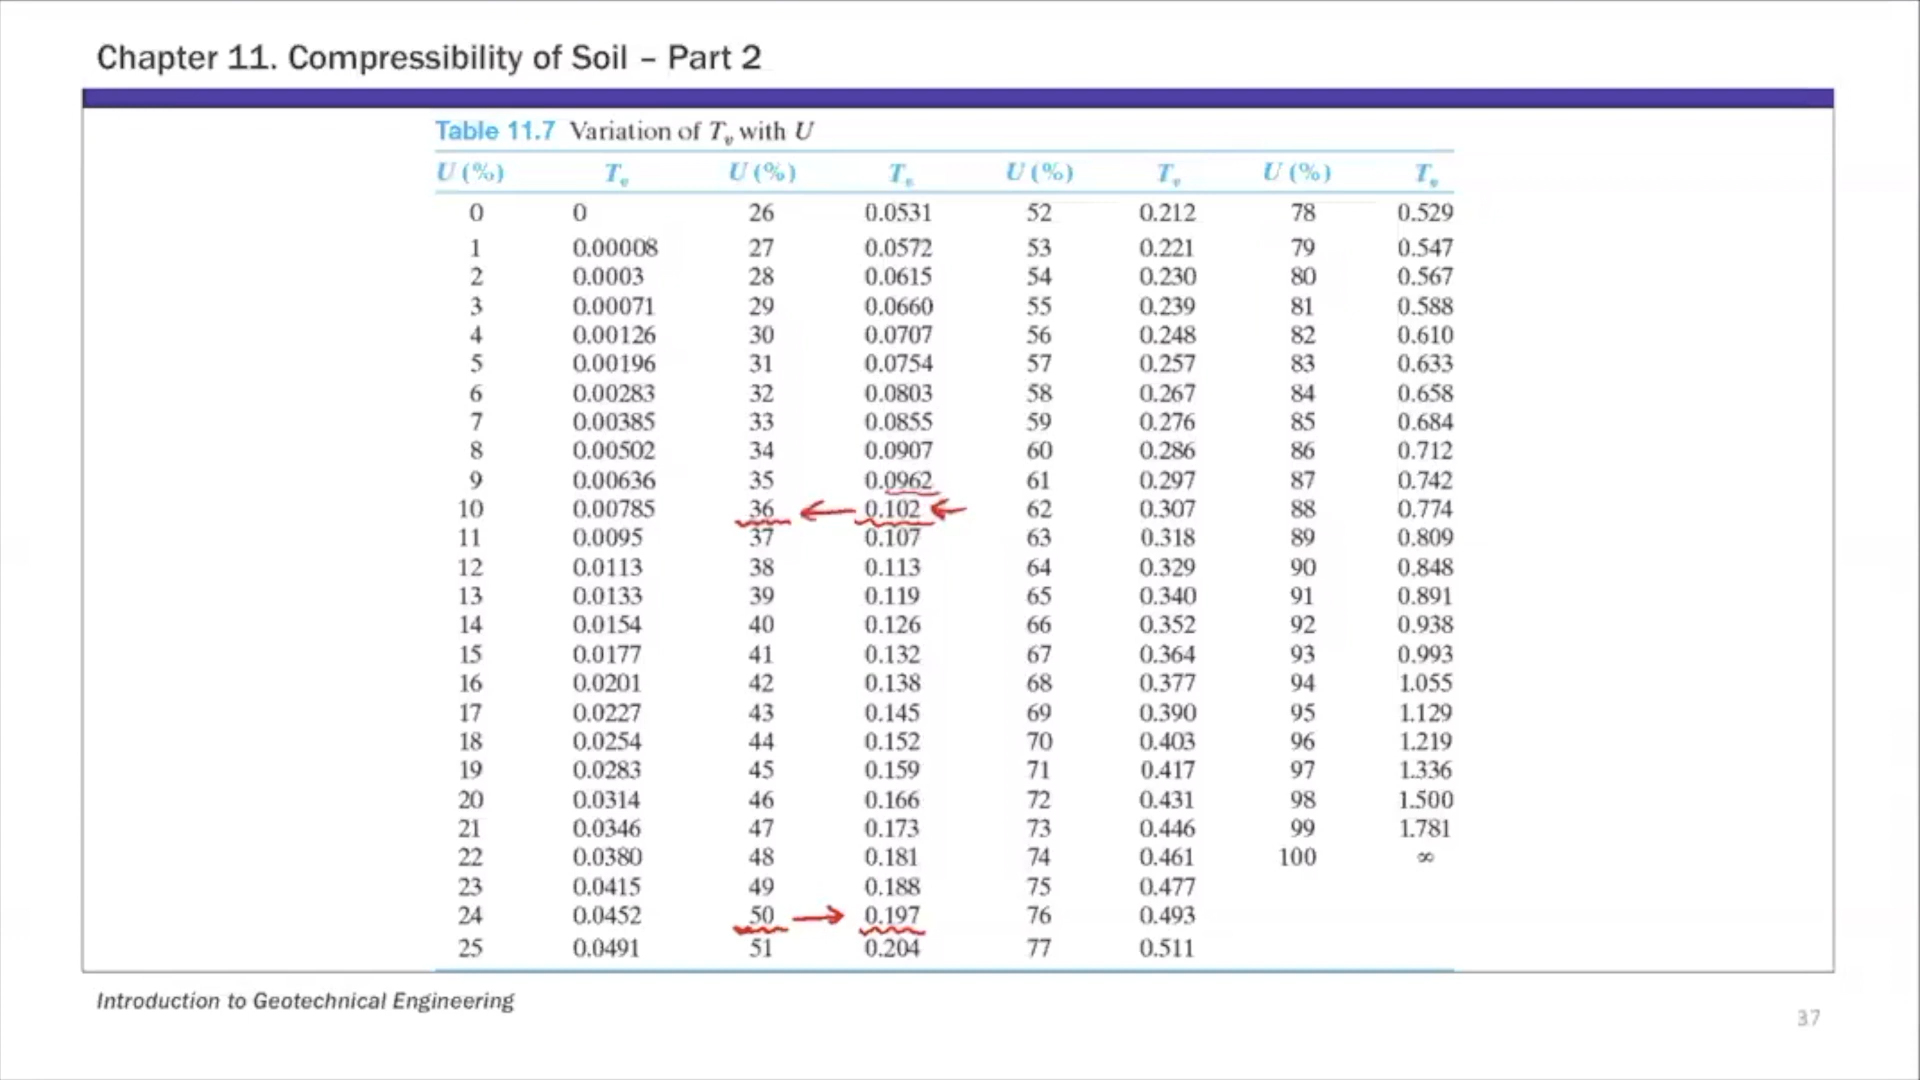 Chapter 11. Compressibility of Soil – Part 2
Table 11.7 Variation of Tv with U
U (%) Tv U (%) Tv U (%) Tv U (%) Tv
0 0 26 0.0531 52 0.212 78 0.529
1 0.00008 27 0.0572 53 0.221 79 0.547
2 0.0003 28 0.0615 54 0.230 80 0.567
3 0.00071 29 0.0660 55 0.239 81 0.588
4 0.00126 30 0.0707 56 0.248 82 0.610
5 0.00196 31 0.0754 57 0.257 83 0.633
6 0.00283 32 0.0803 58 0.267 84 0.658
7 0.00385 33 0.0855 59 0.276 85 0.684
8 0.00502 34 0.0907 60 0.286 86 0.712
9 0.00636 35 0.0962 61 0.297 87 0.742
10 0.00785 36 0.102 62 0.307 88 0.774
11 0.0095 37 0.107 63 0.318 89 0.809
12 0.0113 38 0.113 64 0.329 90 0.848
13 0.0133 39 0.119 65 0.340 91 0.891
14 0.0154 40 0.126 66 0.352 92 0.938
15 0.0177 41 0.132 67 0.364 93 0.993
16 0.0201 42 0.138 68 0.377 94 1.055
17 0.0227 43 0.145 69 0.390 95 1.129
18 0.0254 44 0.152 70 0.403 96 1.219
19 0.0283 45 0.159 71 0.417 97 1.336
20 0.0314 46 0.166 72 0.431 98 1.500
21 0.0346 47 0.173 73 0.446 99 1.781
22 0.0380 48 0.181 74 0.461 100 ∞
23 0.0415 49 0.188 75 0.477
24 0.0452 50 0.197 76 0.493
25 0.0491 51 0.204 77 0.511
Introduction to Geotechnical Engineering
37